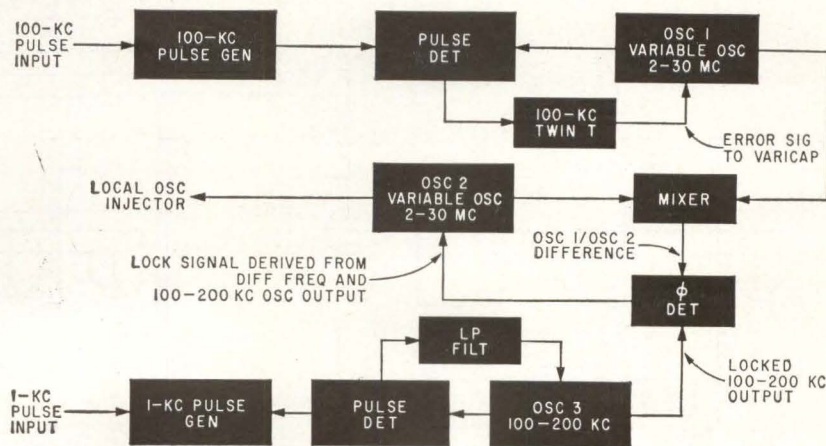 100-KC
PULSE
INPUT
100-KC
PULSE GEN
PULSE
DET
OSC 1
VARIABLE OSC
2-30 MC
100-KC
TWIN T
ERROR SIG
TO VARICAP
LOCAL OSC
INJECTOR
OSC 2
VARIABLE OSC
2-30 MC
MIXER
OSC 1/OSC 2
DIFFERENCE
LOCK SIGNAL DERIVED FROM
DIFF FREQ AND
100-200 KC OSC OUTPUT
ϕ
DET
LP
FILT
LOCKED
100-200 KC
OUTPUT
1-KC
PULSE
INPUT
1-KC PULSE
GEN
PULSE
DET
OSC 3
100-200 KC